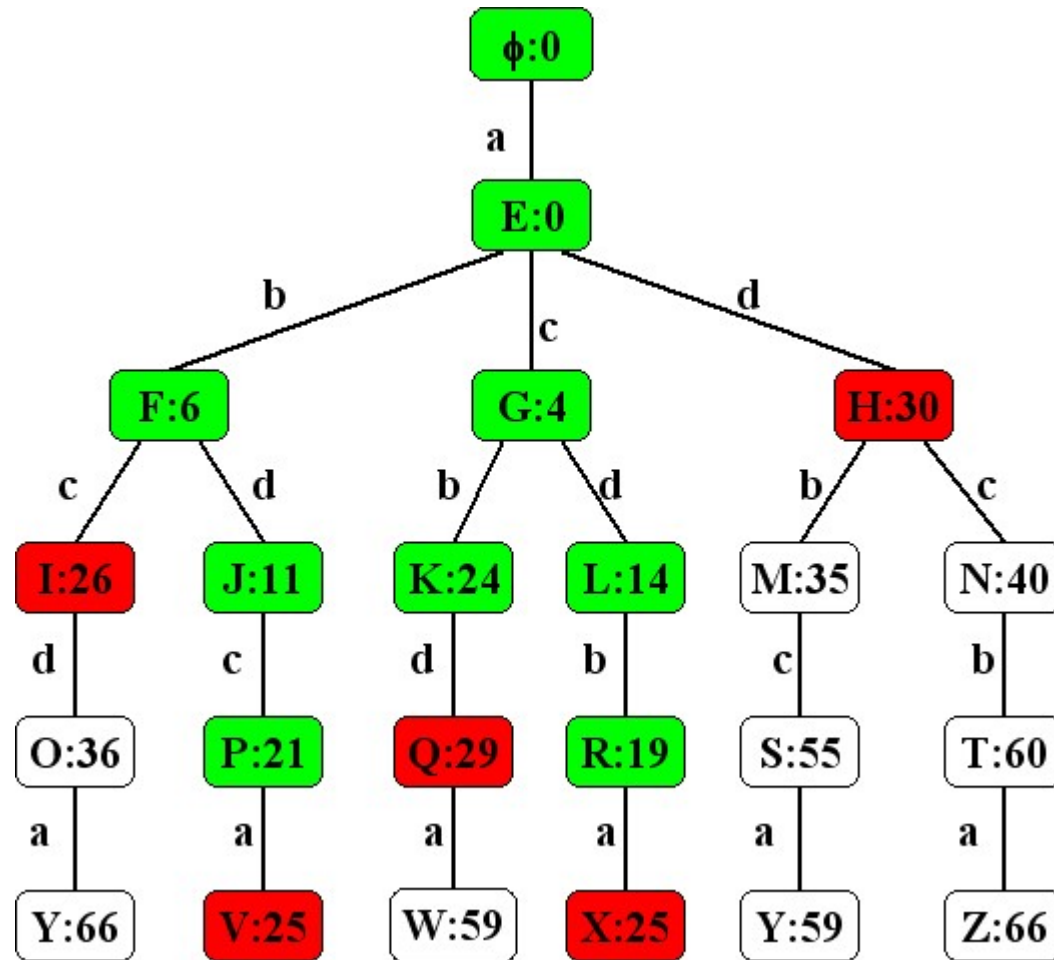 ϕ:0
a
E:0
b c d
F:6 G:4 H:30
c d b d b c
I:26 J:11 K:24 L:14 M:35 N:40
d c d b c b
O:36 P:21 Q:29 R:19 S:55 T:60
a a a a a a
Y:66 V:25 W:59 X:25 Y:59 Z:66